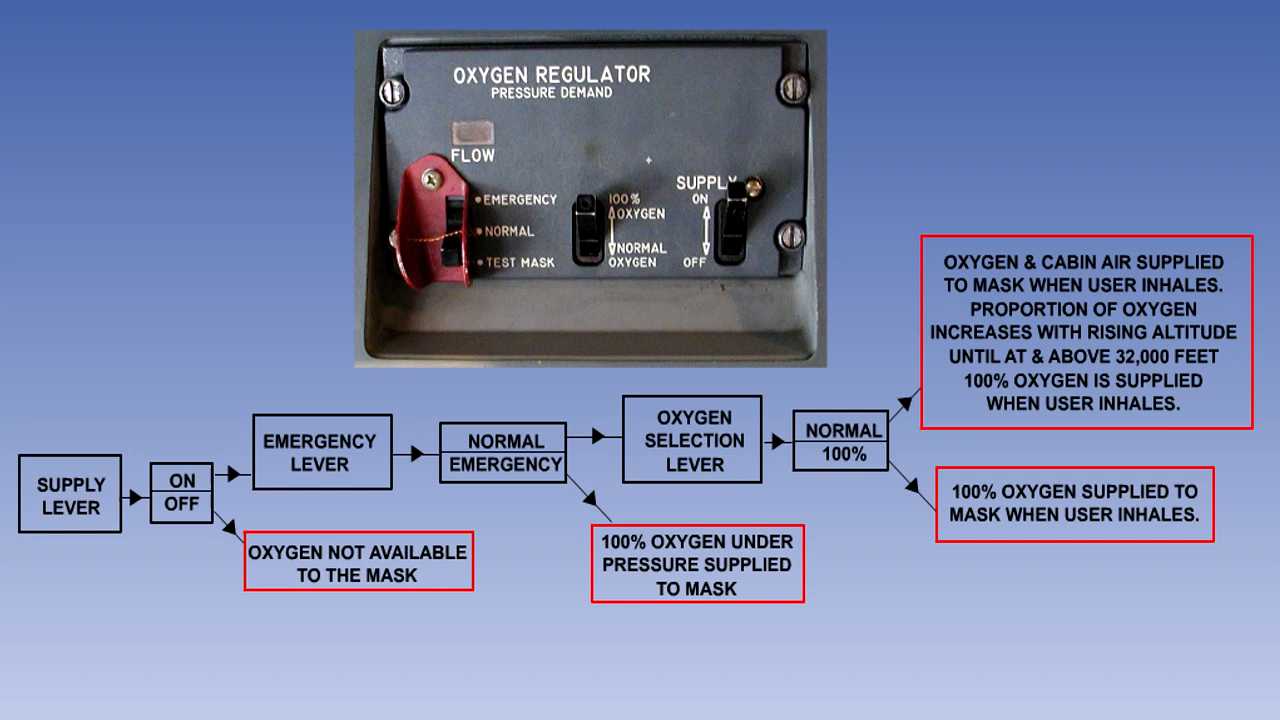 OXYGEN REGULATOR
PRESSURE DEMAND
FLOW
EMERGENCY
NORMAL
TEST MASK
100%
OXYGEN
NORMAL
OXYGEN
SUPPLY
ON
OFF
SUPPLY
LEVER
ON
OFF
OXYGEN NOT AVAILABLE
TO THE MASK
EMERGENCY
LEVER
NORMAL
EMERGENCY
100% OXYGEN UNDER
PRESSURE SUPPLIED
TO MASK
OXYGEN
SELECTION
LEVER
NORMAL
100%
OXYGEN & CABIN AIR SUPPLIED
TO MASK WHEN USER INHALES.
PROPORTION OF OXYGEN
INCREASES WITH RISING ALTITUDE
UNTIL AT & ABOVE 32,000 FEET
100% OXYGEN IS SUPPLIED
WHEN USER INHALES.
100% OXYGEN SUPPLIED TO
MASK WHEN USER INHALES.